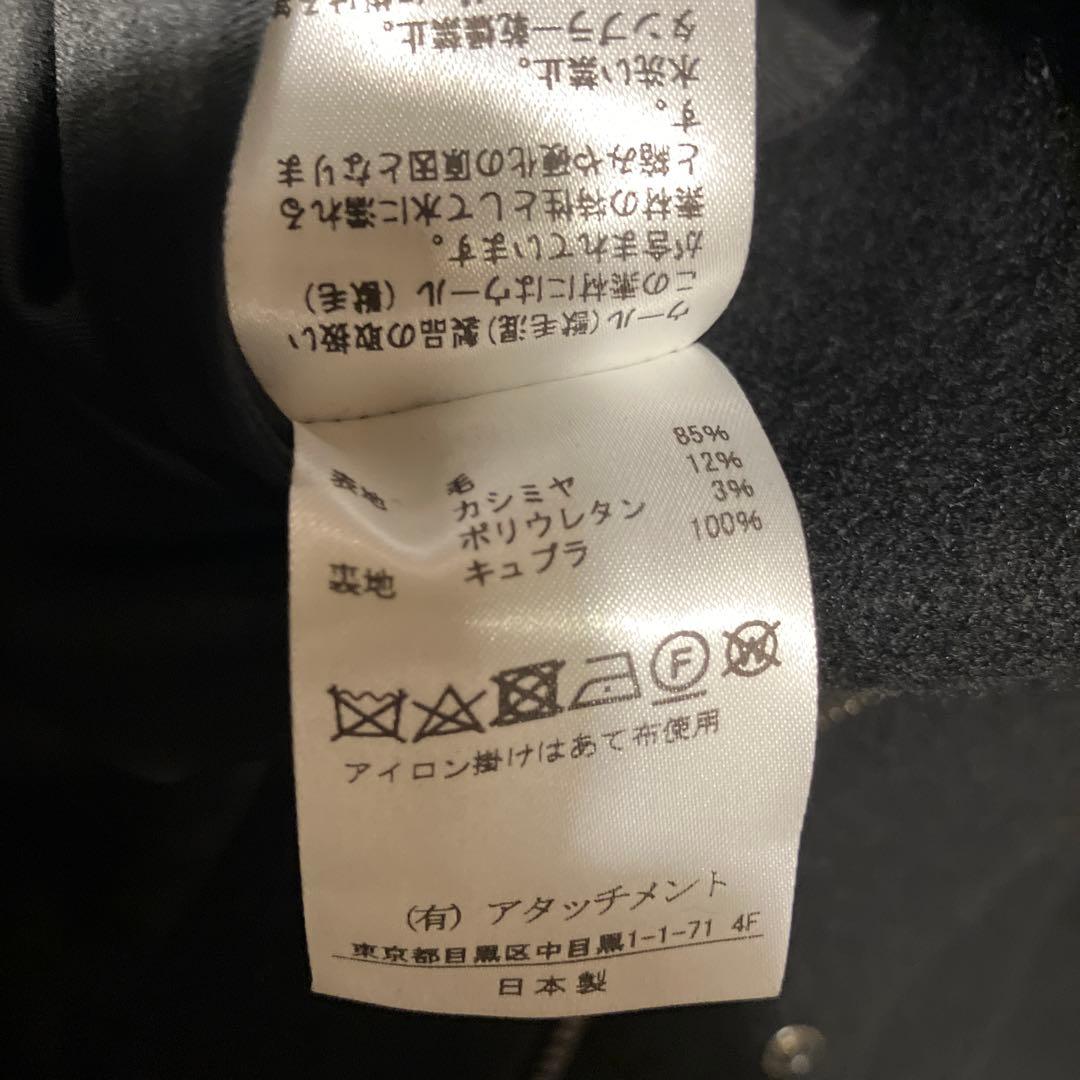 ウール(獣毛混)製品の取扱い
この素材にはウール(獣毛)
が含まれています。
素材の特性として水に濡れる
と縮みや硬化の原因となりま
す。
水洗い禁止。
タンブラー乾燥禁止。
表地 毛 85%
カシミヤ 12%
ポリウレタン 3%
裏地 キュプラ 100%
F W
アイロン掛けはあて布使用
(有) アタッチメント
東京都目黒区中目黒1-1-71 4F
日本製